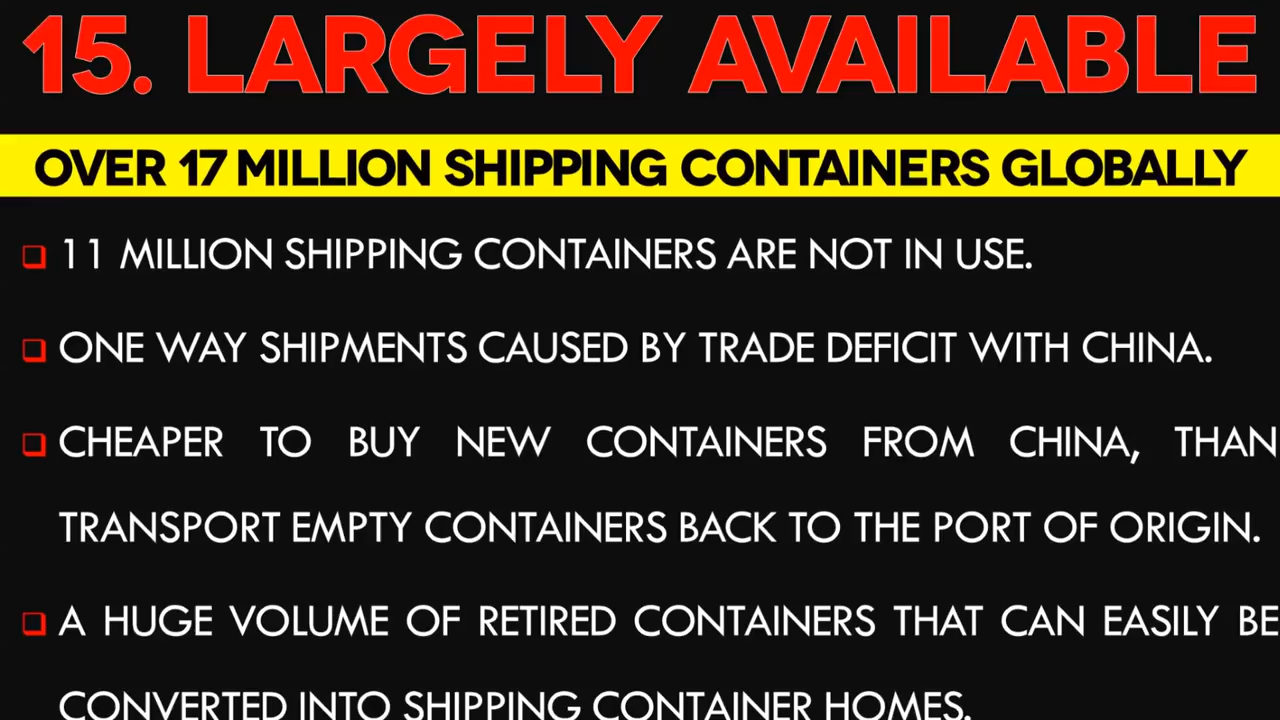 15. LARGELY AVAILABLE
OVER 17 MILLION SHIPPING CONTAINERS GLOBALLY
11 MILLION SHIPPING CONTAINERS ARE NOT IN USE.
ONE WAY SHIPMENTS CAUSED BY TRADE DEFICIT WITH CHINA.
CHEAPER TO BUY NEW CONTAINERS FROM CHINA, THAN
TRANSPORT EMPTY CONTAINERS BACK TO THE PORT OF ORIGIN.
A HUGE VOLUME OF RETIRED CONTAINERS THAT CAN EASILY BE
CONVERTED INTO SHIPPING CONTAINER HOMES.